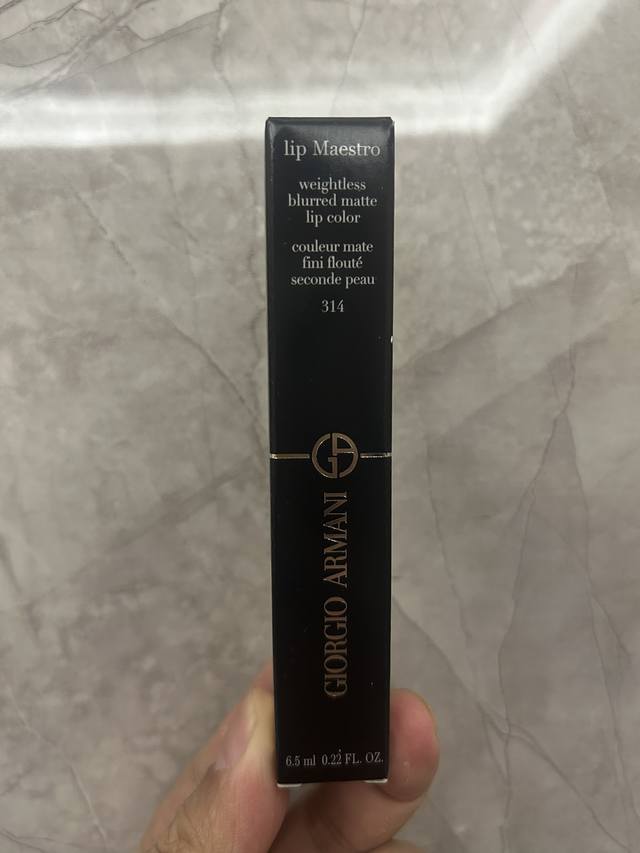 lip Maestro
weightless
blurred matte
lip color
couleur mate
fini flouté
seconde peau
314
GA
GIORGIO ARMANI
6.5 ml 0.22 FL. OZ.